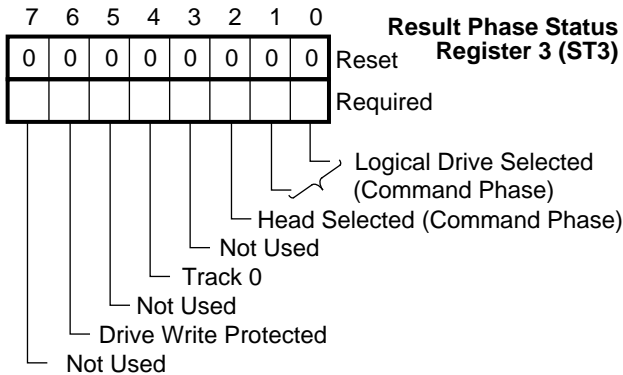 7 6 5 4 3 2 1 0
Result Phase Status
Register 3 (ST3)
0 0 0 0 0 0 0 0 Reset
Required
Logical Drive Selected
(Command Phase)
Head Selected (Command Phase)
Not Used
Track 0
Not Used
Drive Write Protected
Not Used